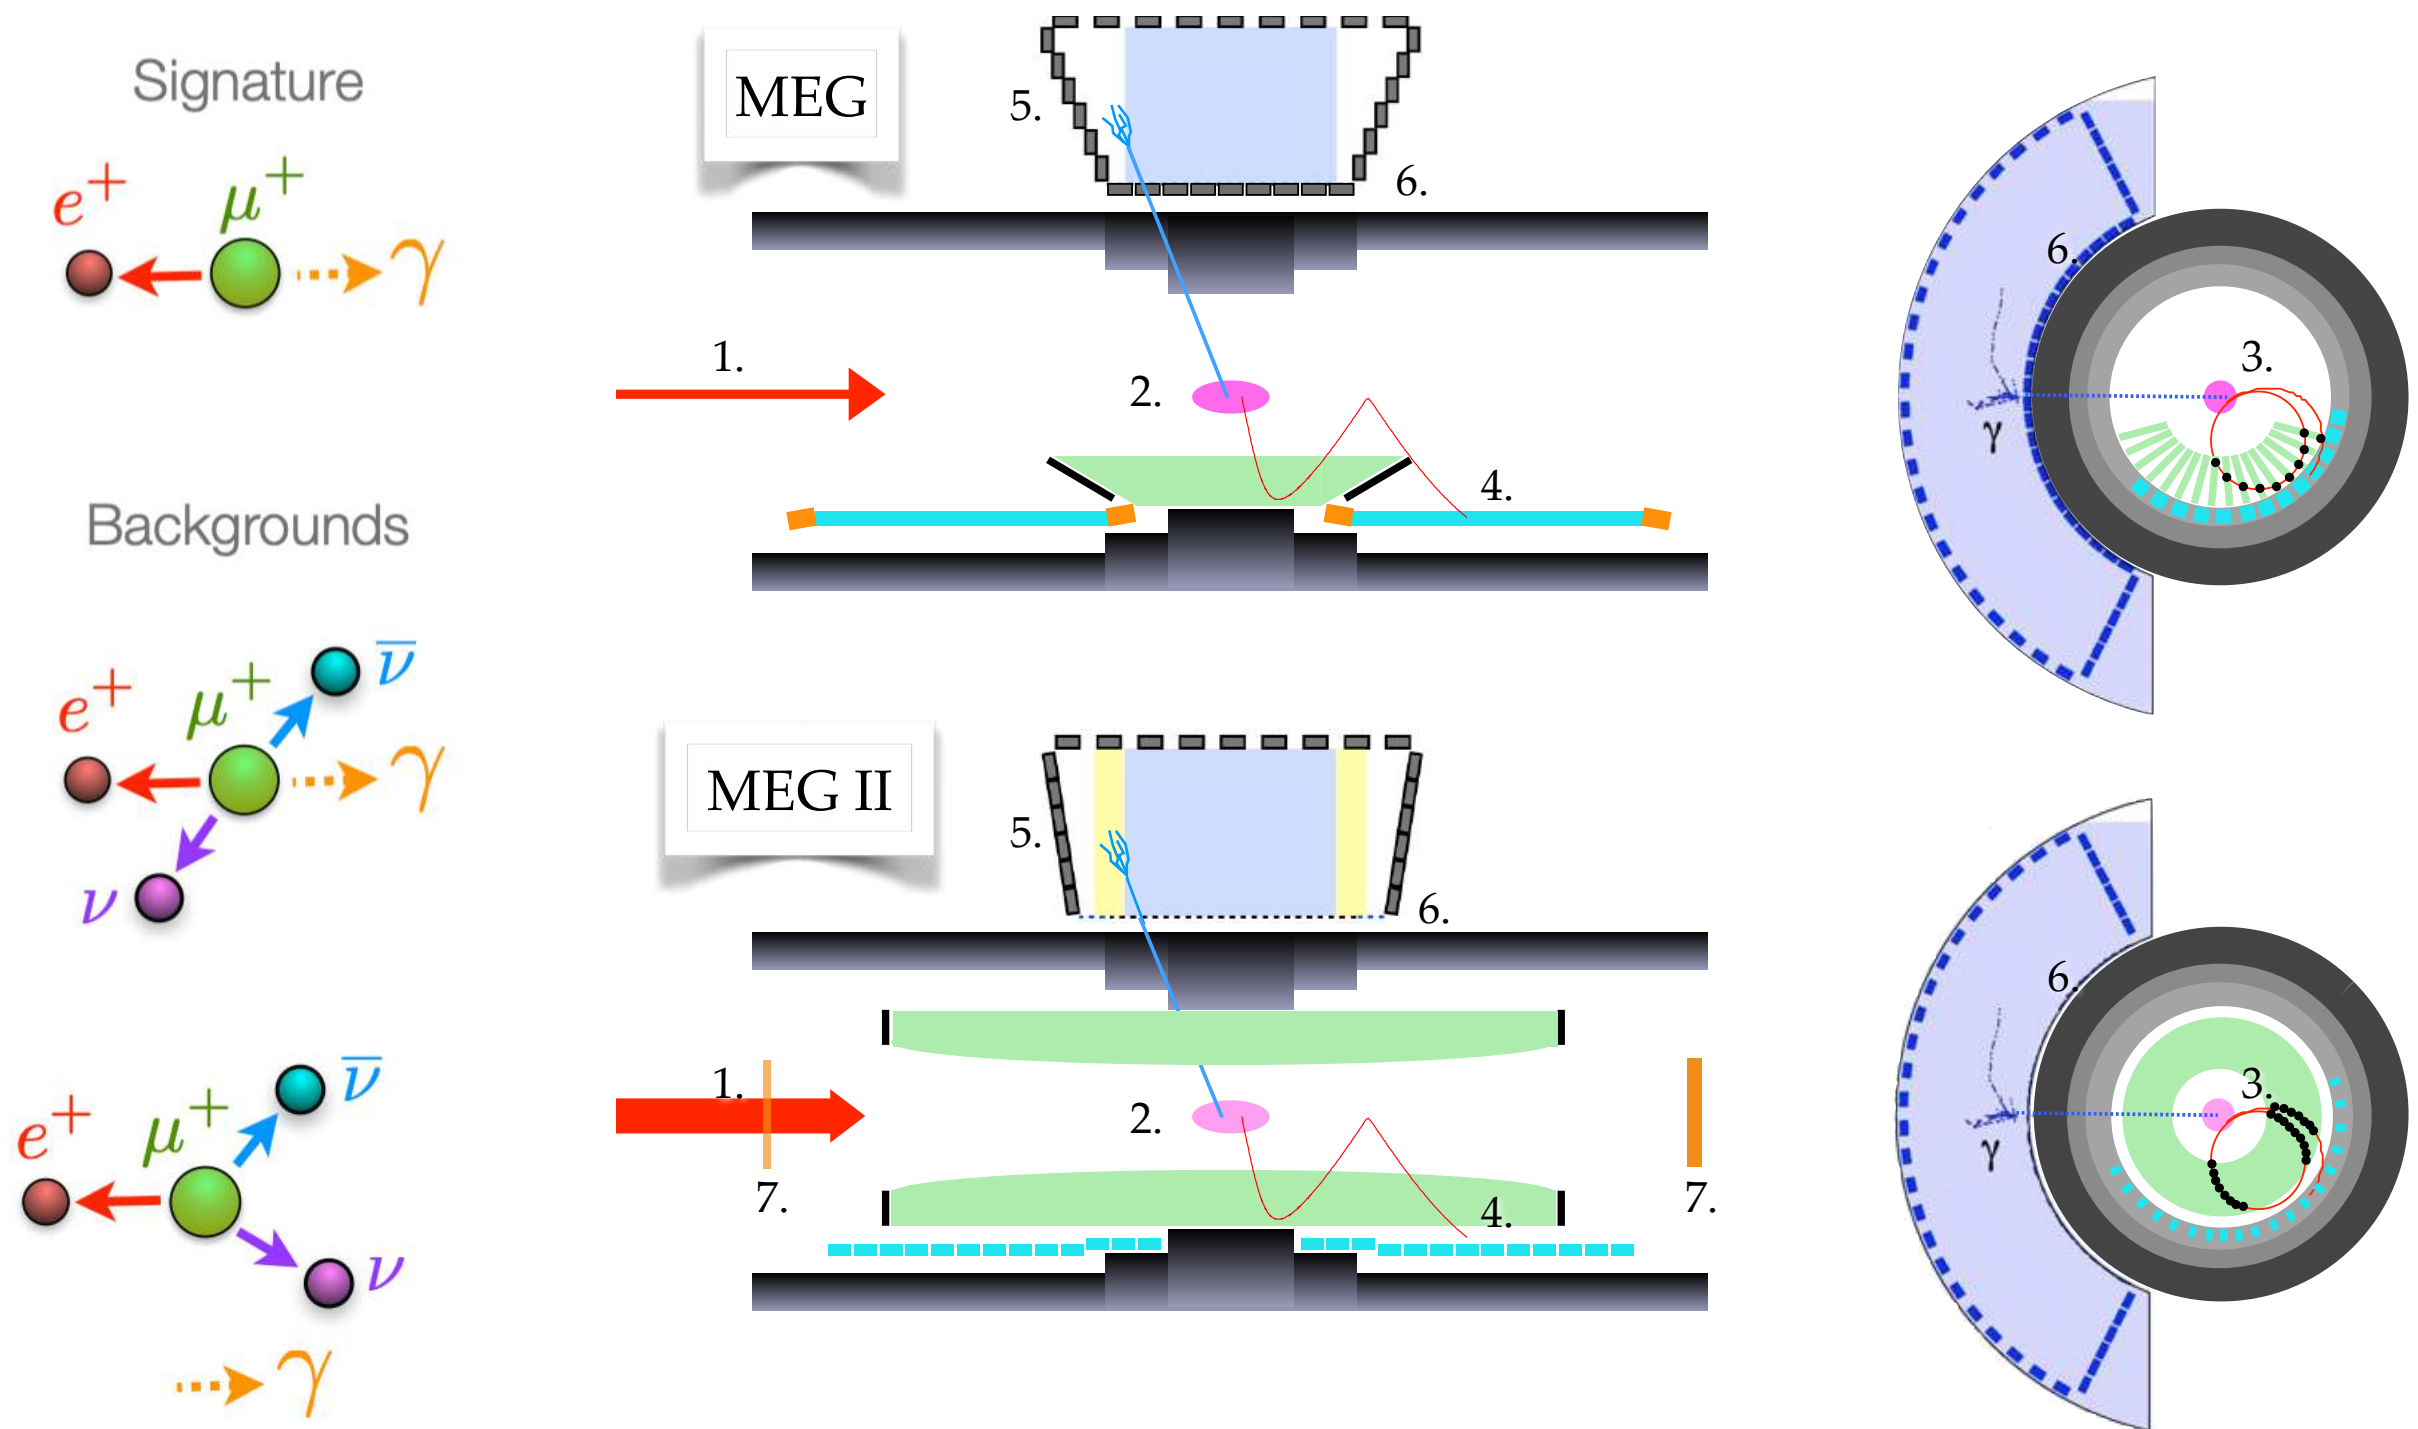 Signature
e⁺ μ⁺ γ
Backgrounds
e⁺ μ⁺ ν̅ γ
ν
e⁺ μ⁺ ν̅
ν
γ
MEG
5.
6.
1.
2.
4.
6.
3.
γ
MEG II
5.
6.
1.
2.
7.
4.
7.
6.
3.
γ